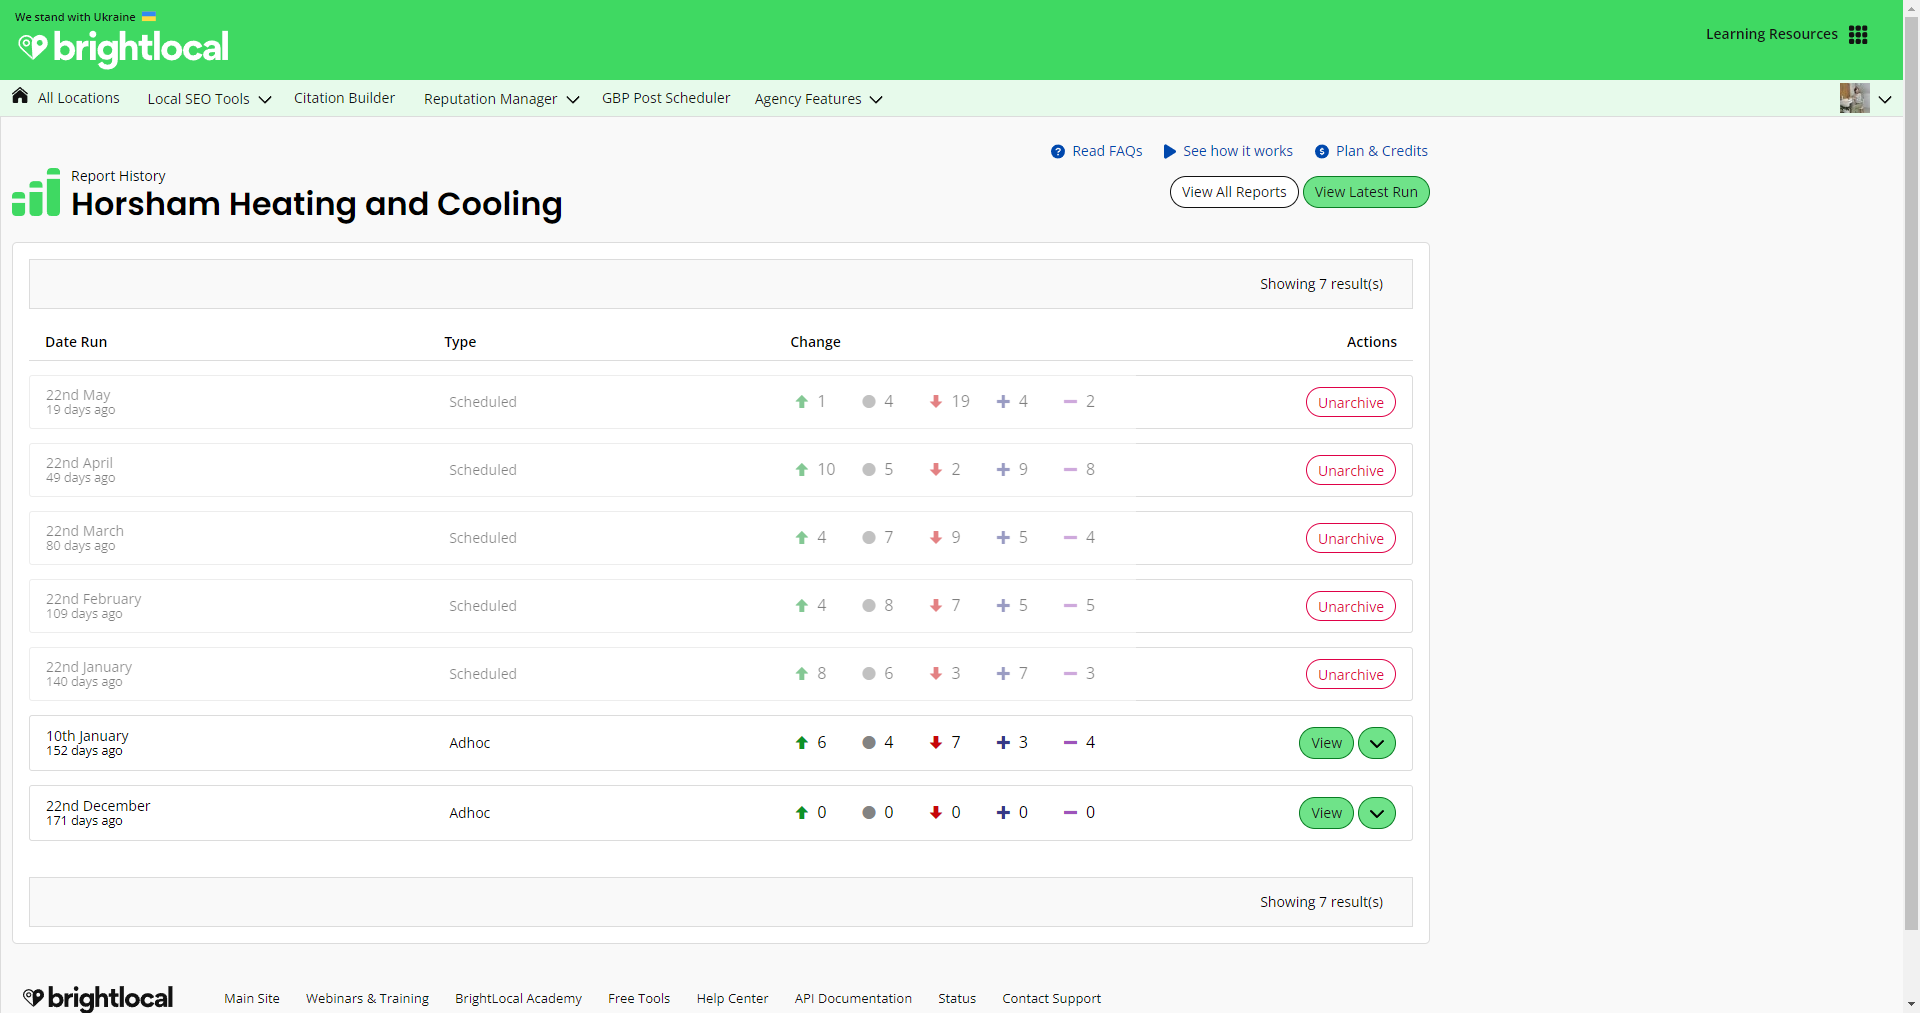 We stand with Ukraine
brightlocal
Learning Resources
All Locations Local SEO Tools Citation Builder Reputation Manager GBP Post Scheduler Agency Features
Read FAQs See how it works Plan & Credits
Report History
Horsham Heating and Cooling
View All Reports View Latest Run
Showing 7 result(s)
Date Run Type Change Actions
22nd May
19 days ago
Scheduled 1 4 19 4 2 Unarchive
22nd April
49 days ago
Scheduled 10 5 2 9 8 Unarchive
22nd March
80 days ago
Scheduled 4 7 9 5 4 Unarchive
22nd February
109 days ago
Scheduled 4 8 7 5 5 Unarchive
22nd January
140 days ago
Scheduled 8 6 3 7 3 Unarchive
10th January
152 days ago
Adhoc 6 4 7 3 4 View
22nd December
171 days ago
Adhoc 0 0 0 0 0 View
Showing 7 result(s)
brightlocal Main Site Webinars & Training BrightLocal Academy Free Tools Help Center API Documentation Status Contact Support